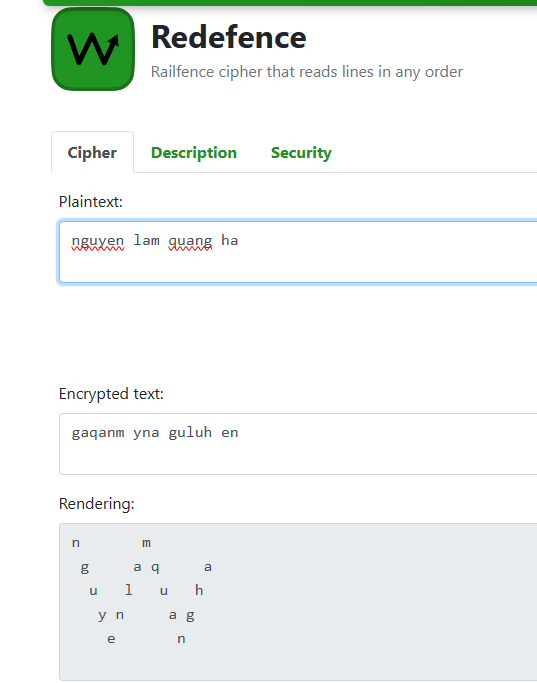 Redefence
Railfence cipher that reads lines in any order
Cipher Description Security
Plaintext:
nguyen lam quang ha
Encrypted text:
gaqanm yna guluh en
Rendering:
n       m
 g     a q     a
  u   l   u   h
   y n     a g
    e       n